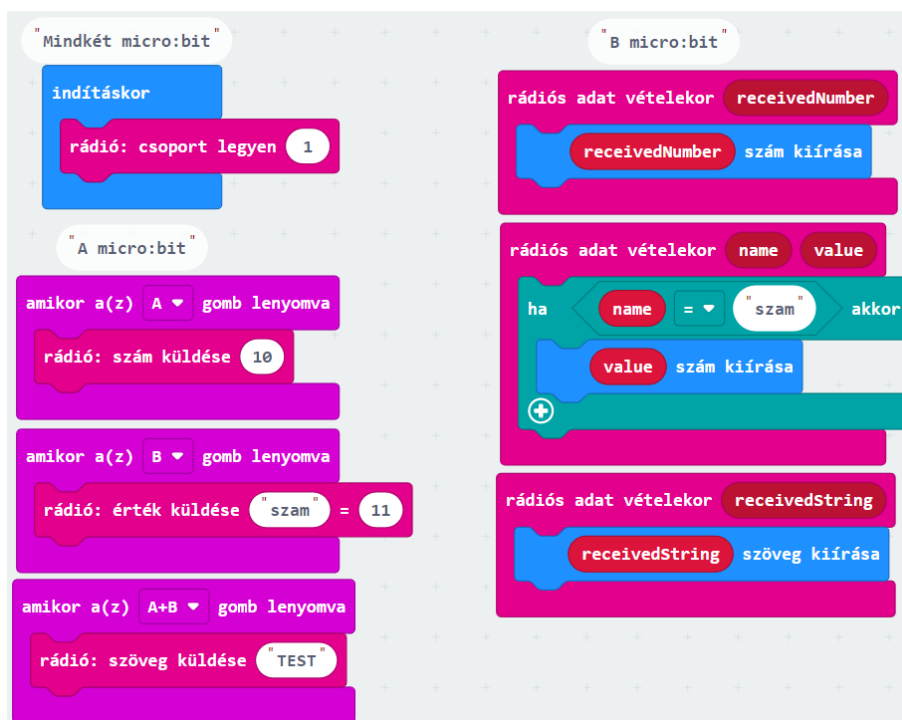 "Mindkét micro:bit"
indításkor
rádió: csoport legyen 1
"A micro:bit"
amikor a(z) A gomb lenyomva
rádió: szám küldése 10
amikor a(z) B gomb lenyomva
rádió: érték küldése "szam" = 11
amikor a(z) A+B gomb lenyomva
rádió: szöveg küldése "TEST"
"B micro:bit"
rádiós adat vételekor receivedNumber
receivedNumber szám kiírása
rádiós adat vételekor name value
ha name = "szam" akkor
value szám kiírása
rádiós adat vételekor receivedString
receivedString szöveg kiírása